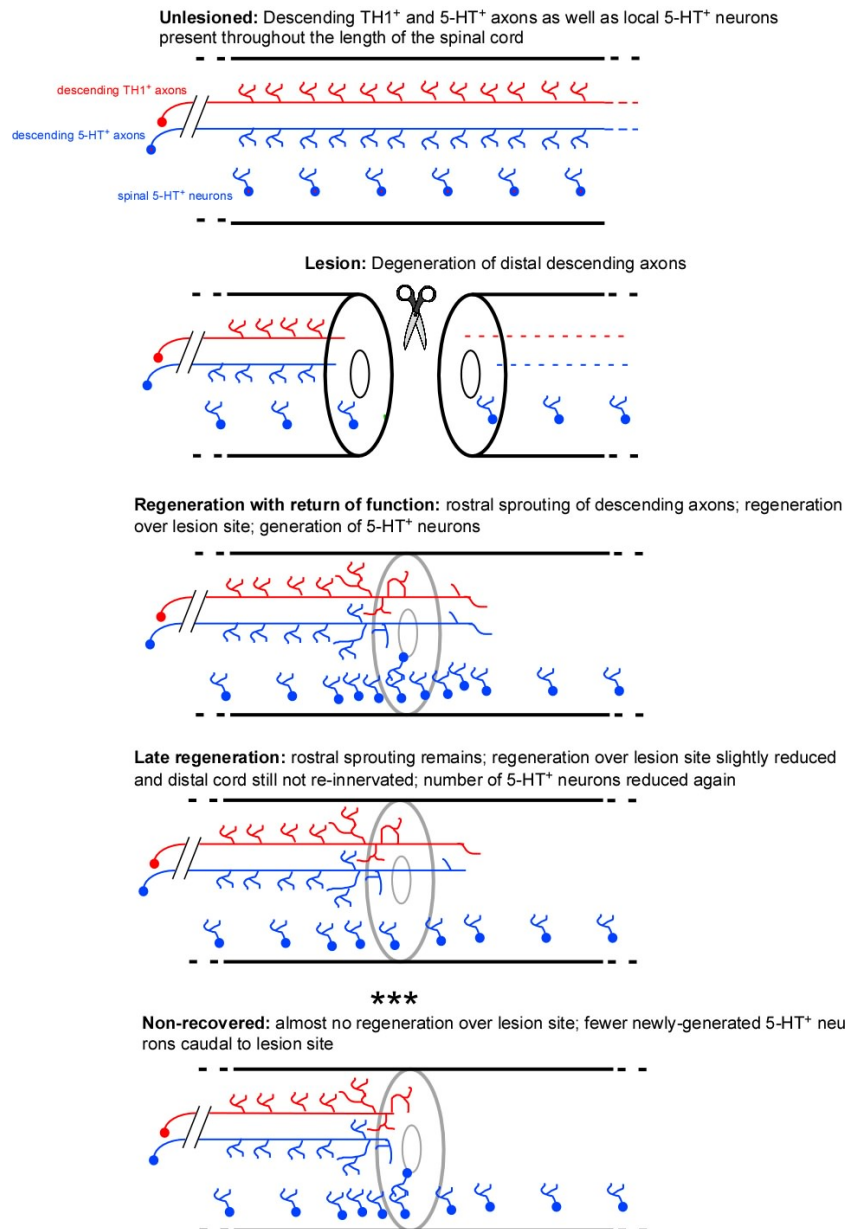 Unlesioned: Descending TH1⁺ and 5-HT⁺ axons as well as local 5-HT⁺ neurons
present throughout the length of the spinal cord
descending TH1⁺ axons
descending 5-HT⁺ axons
spinal 5-HT⁺ neurons
Lesion: Degeneration of distal descending axons
Regeneration with return of function: rostral sprouting of descending axons; regeneration
over lesion site; generation of 5-HT⁺ neurons
Late regeneration: rostral sprouting remains; regeneration over lesion site slightly reduced
and distal cord still not re-innervated; number of 5-HT⁺ neurons reduced again
***
Non-recovered: almost no regeneration over lesion site; fewer newly-generated 5-HT⁺ neu
rons caudal to lesion site